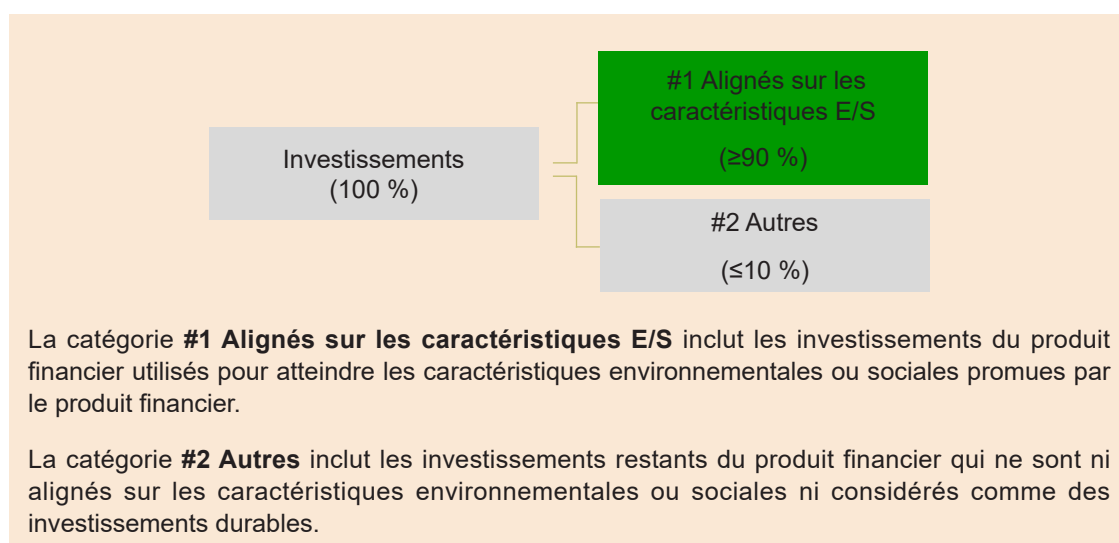 #1 Alignés sur les
caractéristiques E/S
(≥90 %)
Investissements
(100 %)
#2 Autres
(≤10 %)
La catégorie #1 Alignés sur les caractéristiques E/S inclut les investissements du produit
financier utilisés pour atteindre les caractéristiques environnementales ou sociales promues par
le produit financier.
La catégorie #2 Autres inclut les investissements restants du produit financier qui ne sont ni
alignés sur les caractéristiques environnementales ou sociales ni considérés comme des
investissements durables.